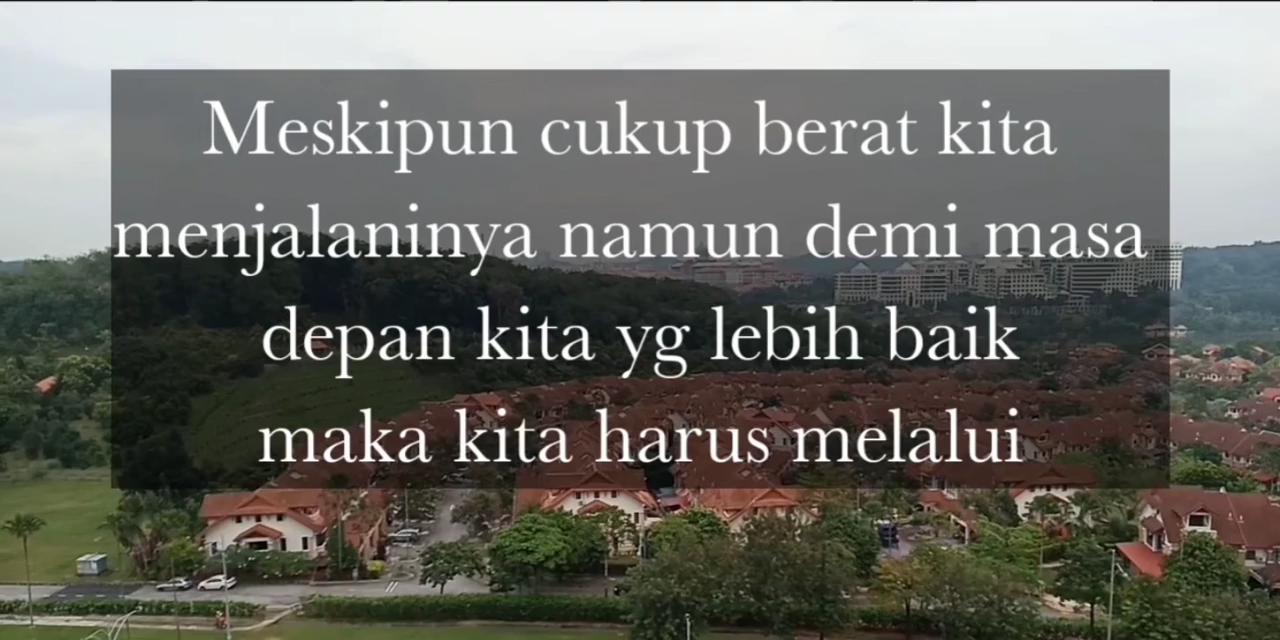 Meskipun cukup berat kita
menjalaninya namun demi masa
depan kita yg lebih baik
maka kita harus melalui